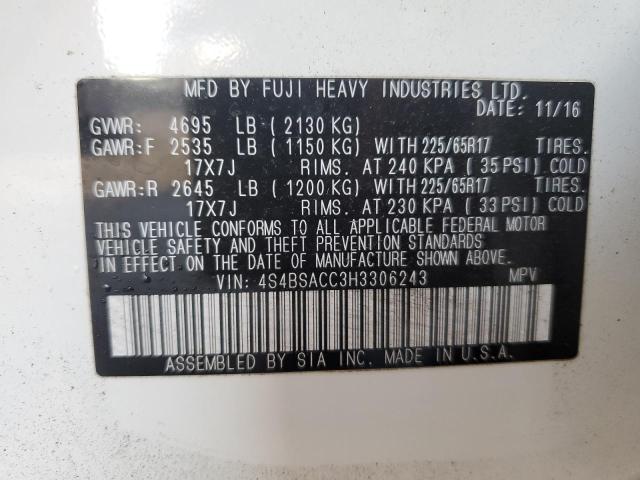 MFD BY FUJI HEAVY INDUSTRIES LTD.
DATE: 11/16
GVWR: 4695 LB (2130 KG)
GAWR:F 2535 LB (1150 KG) WITH 225/65R17 TIRES.
17X7J RIMS. AT 240 KPA (35 PSI) COLD
GAWR:R 2645 LB (1200 KG) WITH 225/65R17 TIRES.
17X7J RIMS. AT 230 KPA (33 PSI) COLD
THIS VEHICLE CONFORMS TO ALL APPLICABLE FEDERAL MOTOR
VEHICLE SAFETY AND THEFT PREVENTION STANDARDS
IN EFFECT ON THE DATE OF MANUFACTURE SHOWN ABOVE.
VIN: 4S4BSACC3H3306243 MPV
ASSEMBLED BY SIA INC. MADE IN U.S.A.